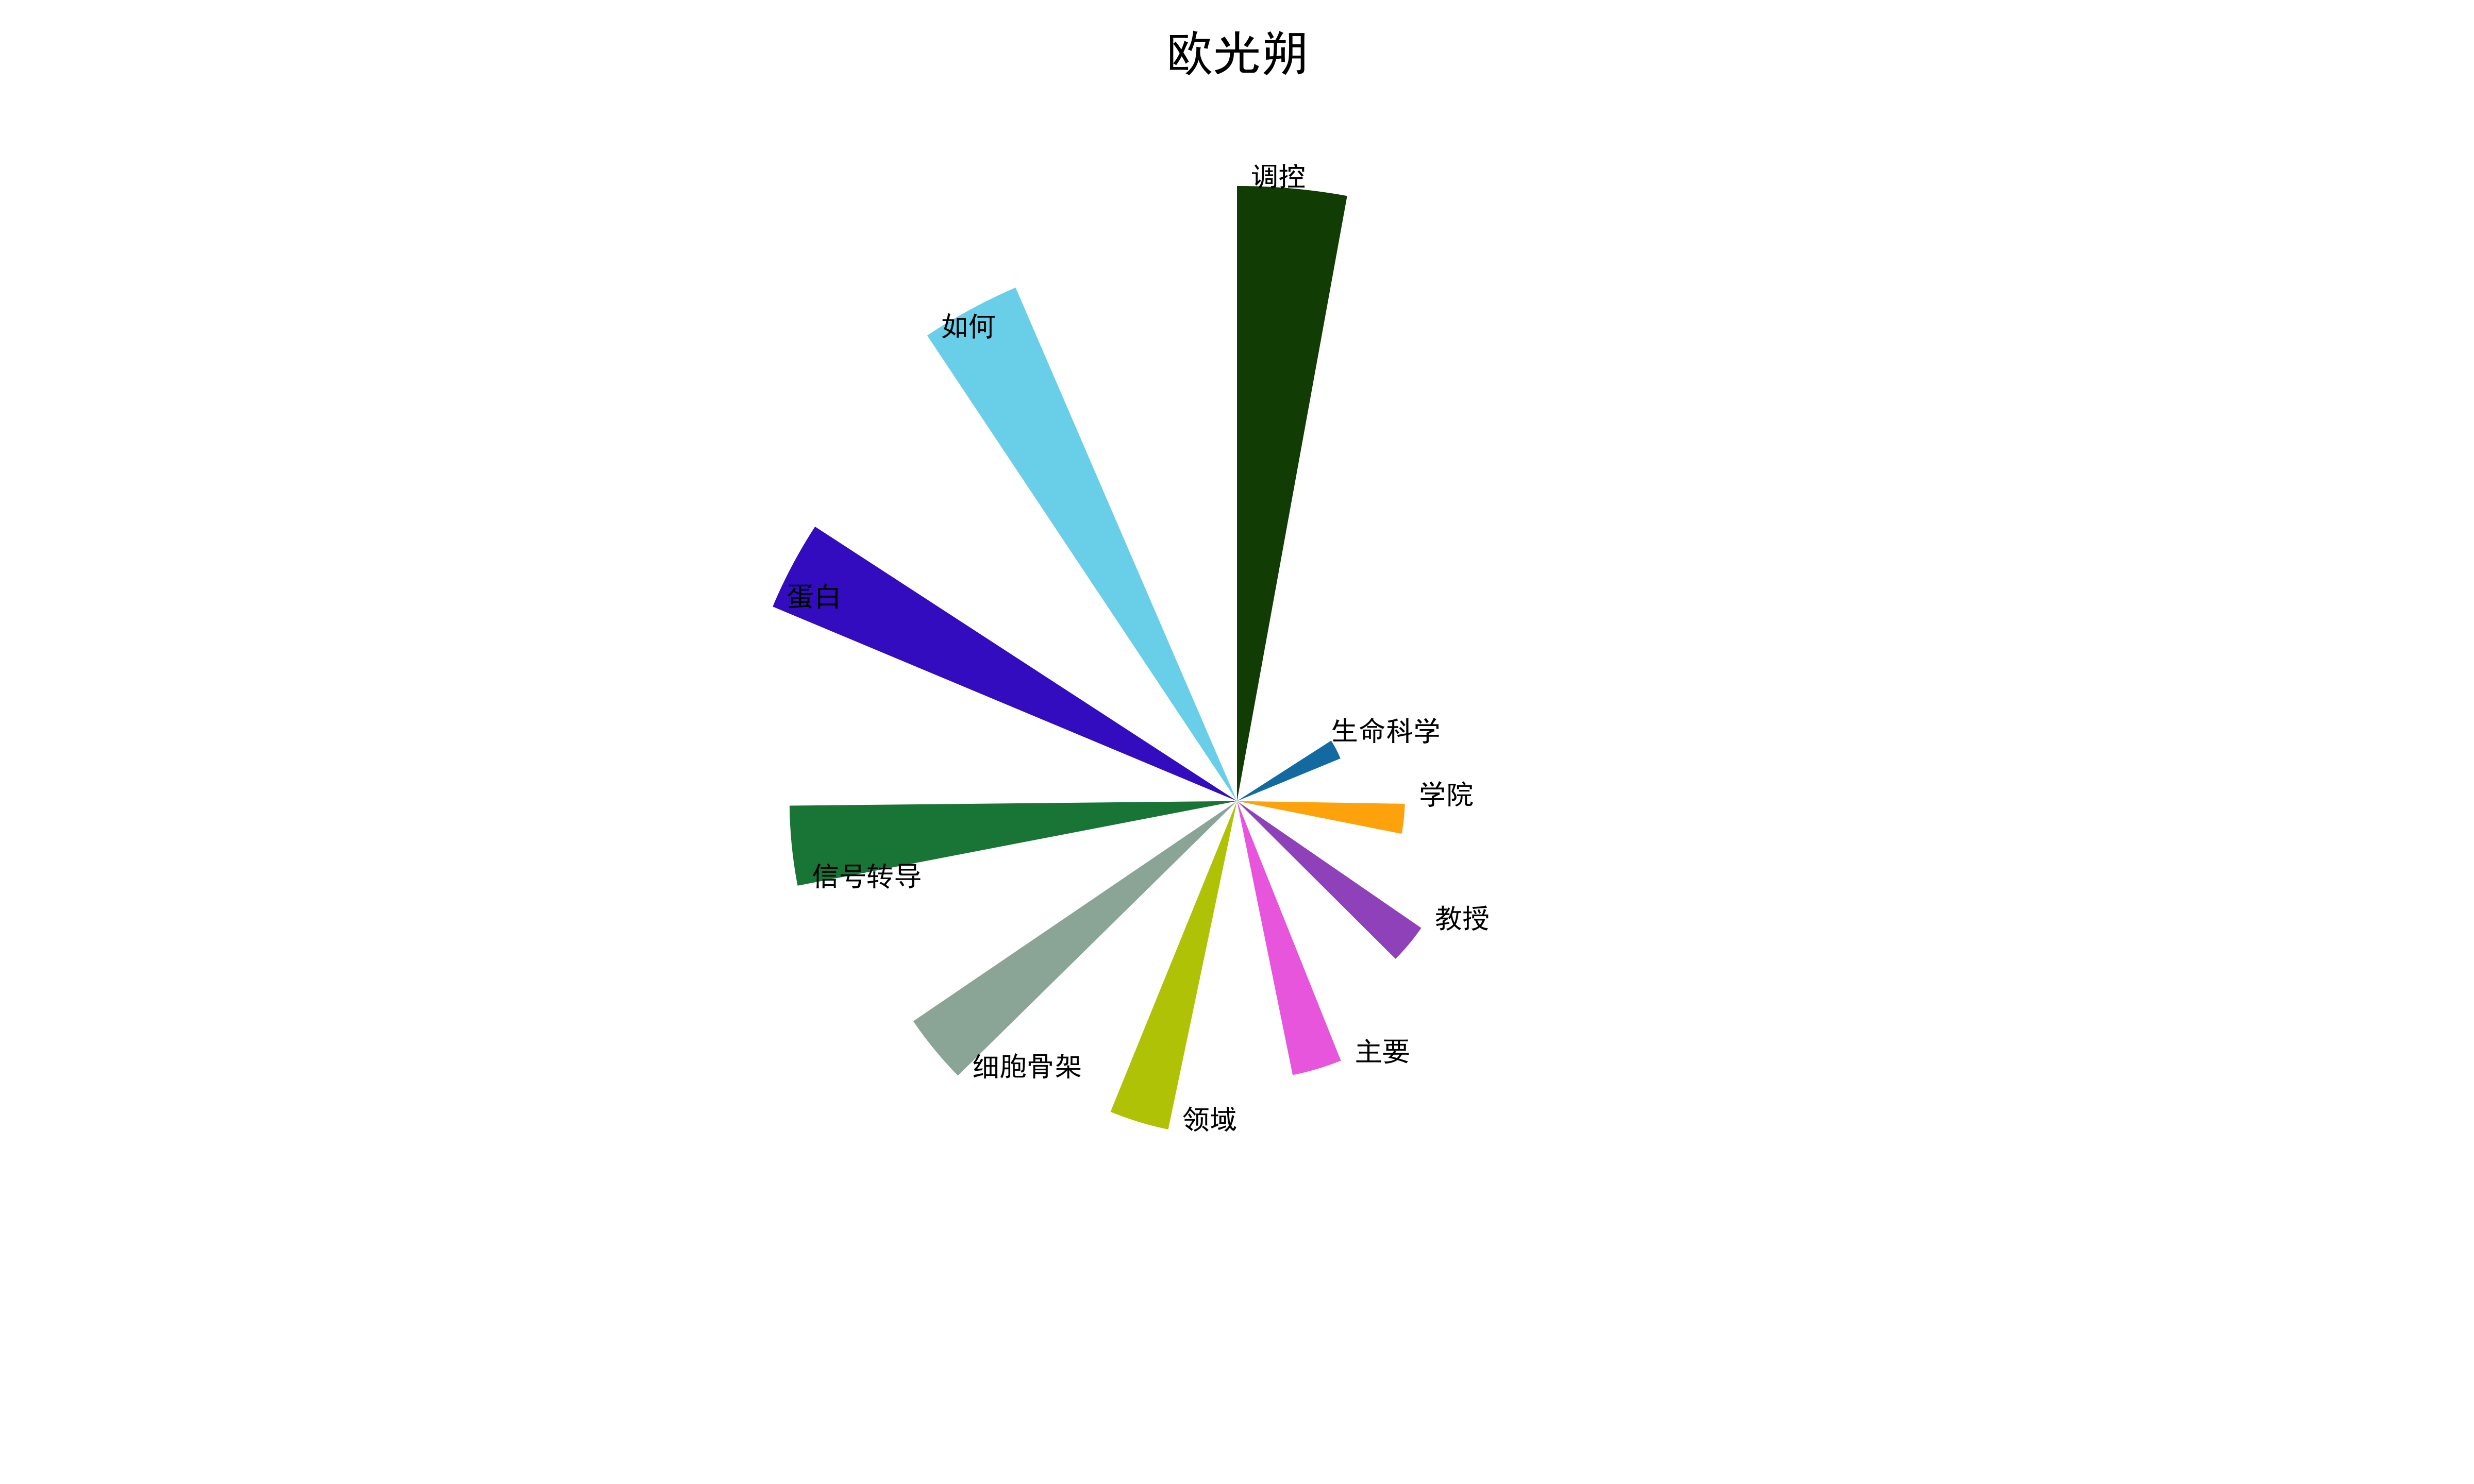 欧光朔
调控
如何
蛋白
生命科学
学院
信号转导
教授
主要
细胞骨架
领域